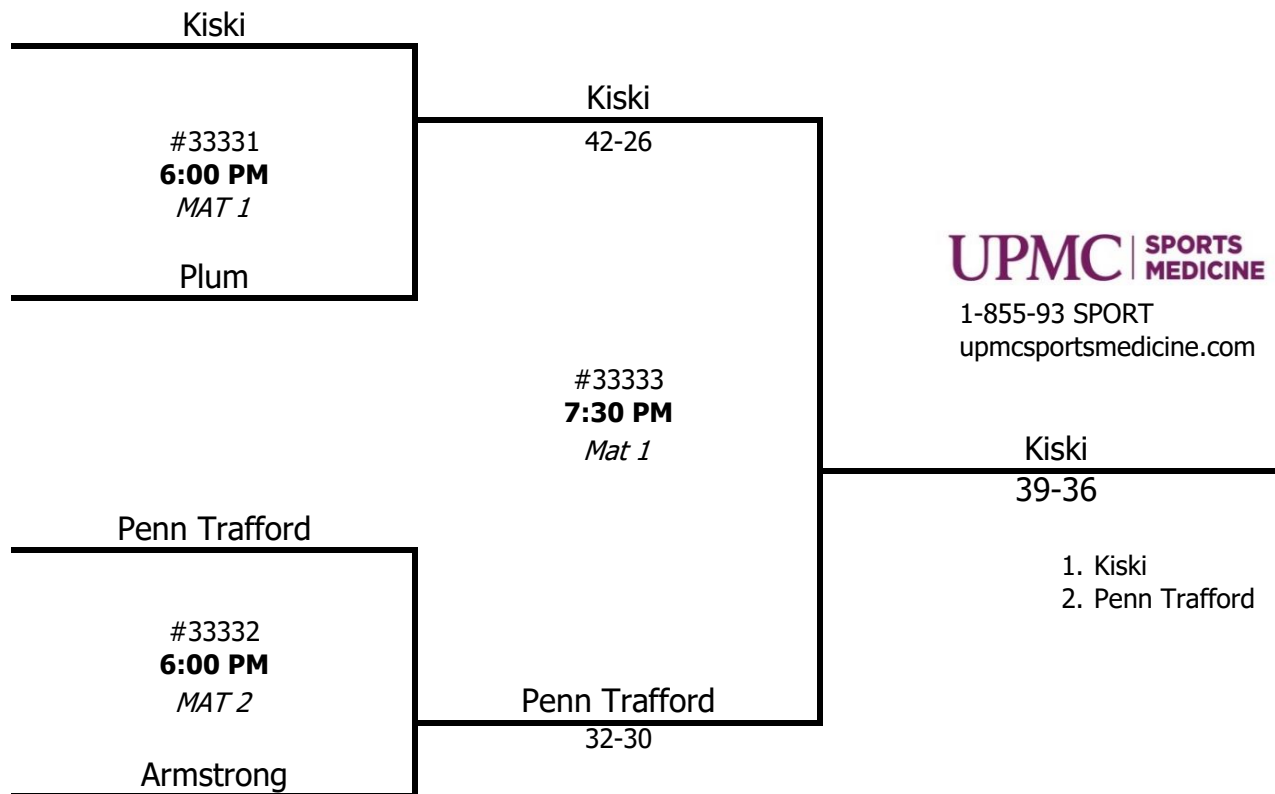 Kiski
#33331
6:00 PM
MAT 1
Plum
Kiski
42-26
#33333
7:30 PM
Mat 1
Penn Trafford
#33332
6:00 PM
MAT 2
Armstrong
Penn Trafford
32-30
UPMC | SPORTS
MEDICINE
1-855-93 SPORT
upmcsportsmedicine.com
Kiski
39-36
1. Kiski
2. Penn Trafford